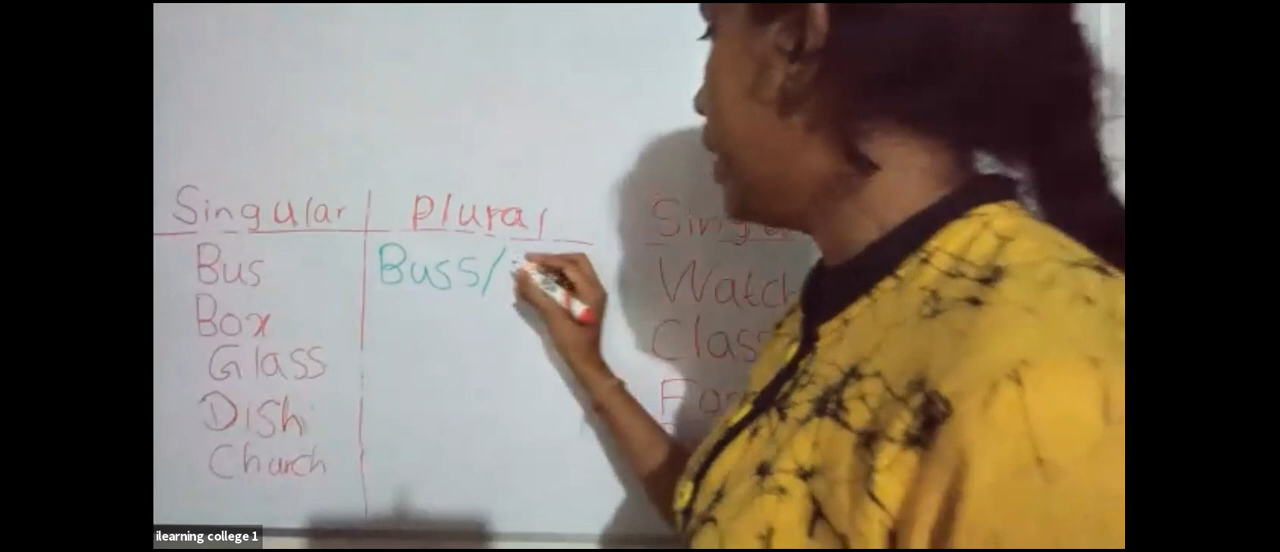 Singular Plural
Bus Buss/
Box
Glass
Dish
Church
Watch
Class
ilearning college 1